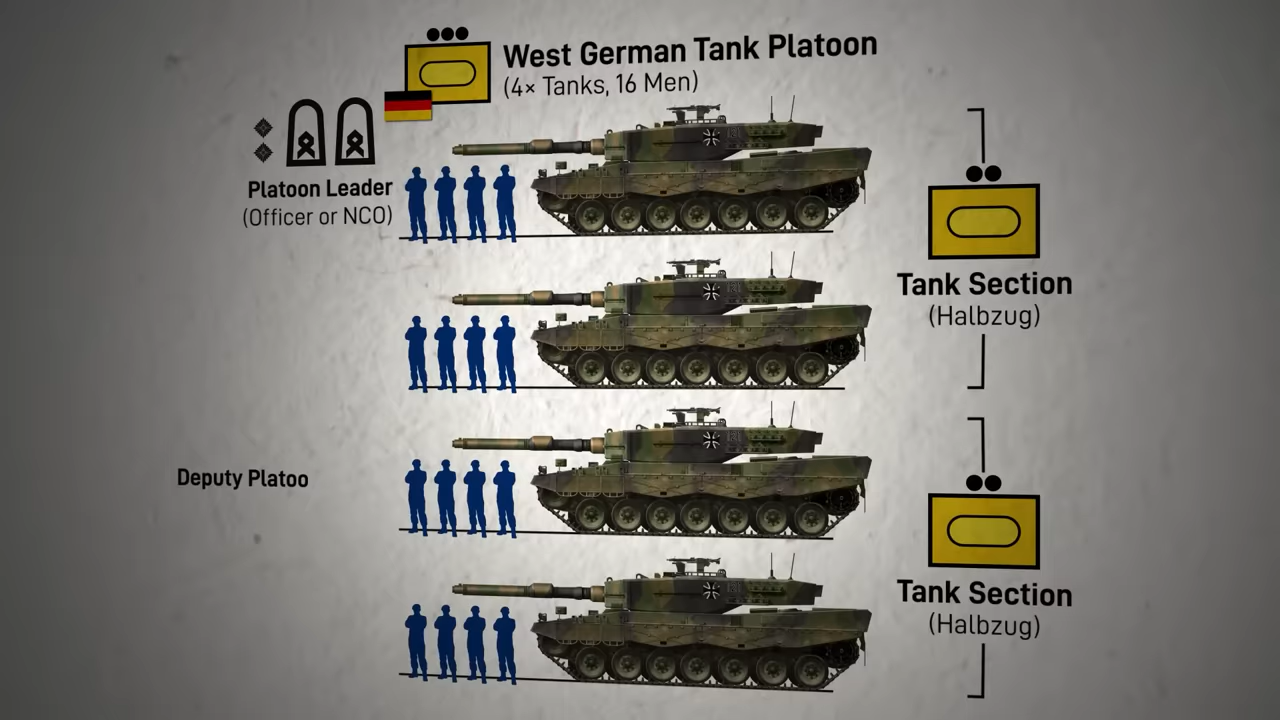 West German Tank Platoon
(4× Tanks, 16 Men)
Platoon Leader
(Officer or NCO)
Tank Section
(Halbzug)
Deputy Platoo
Tank Section
(Halbzug)